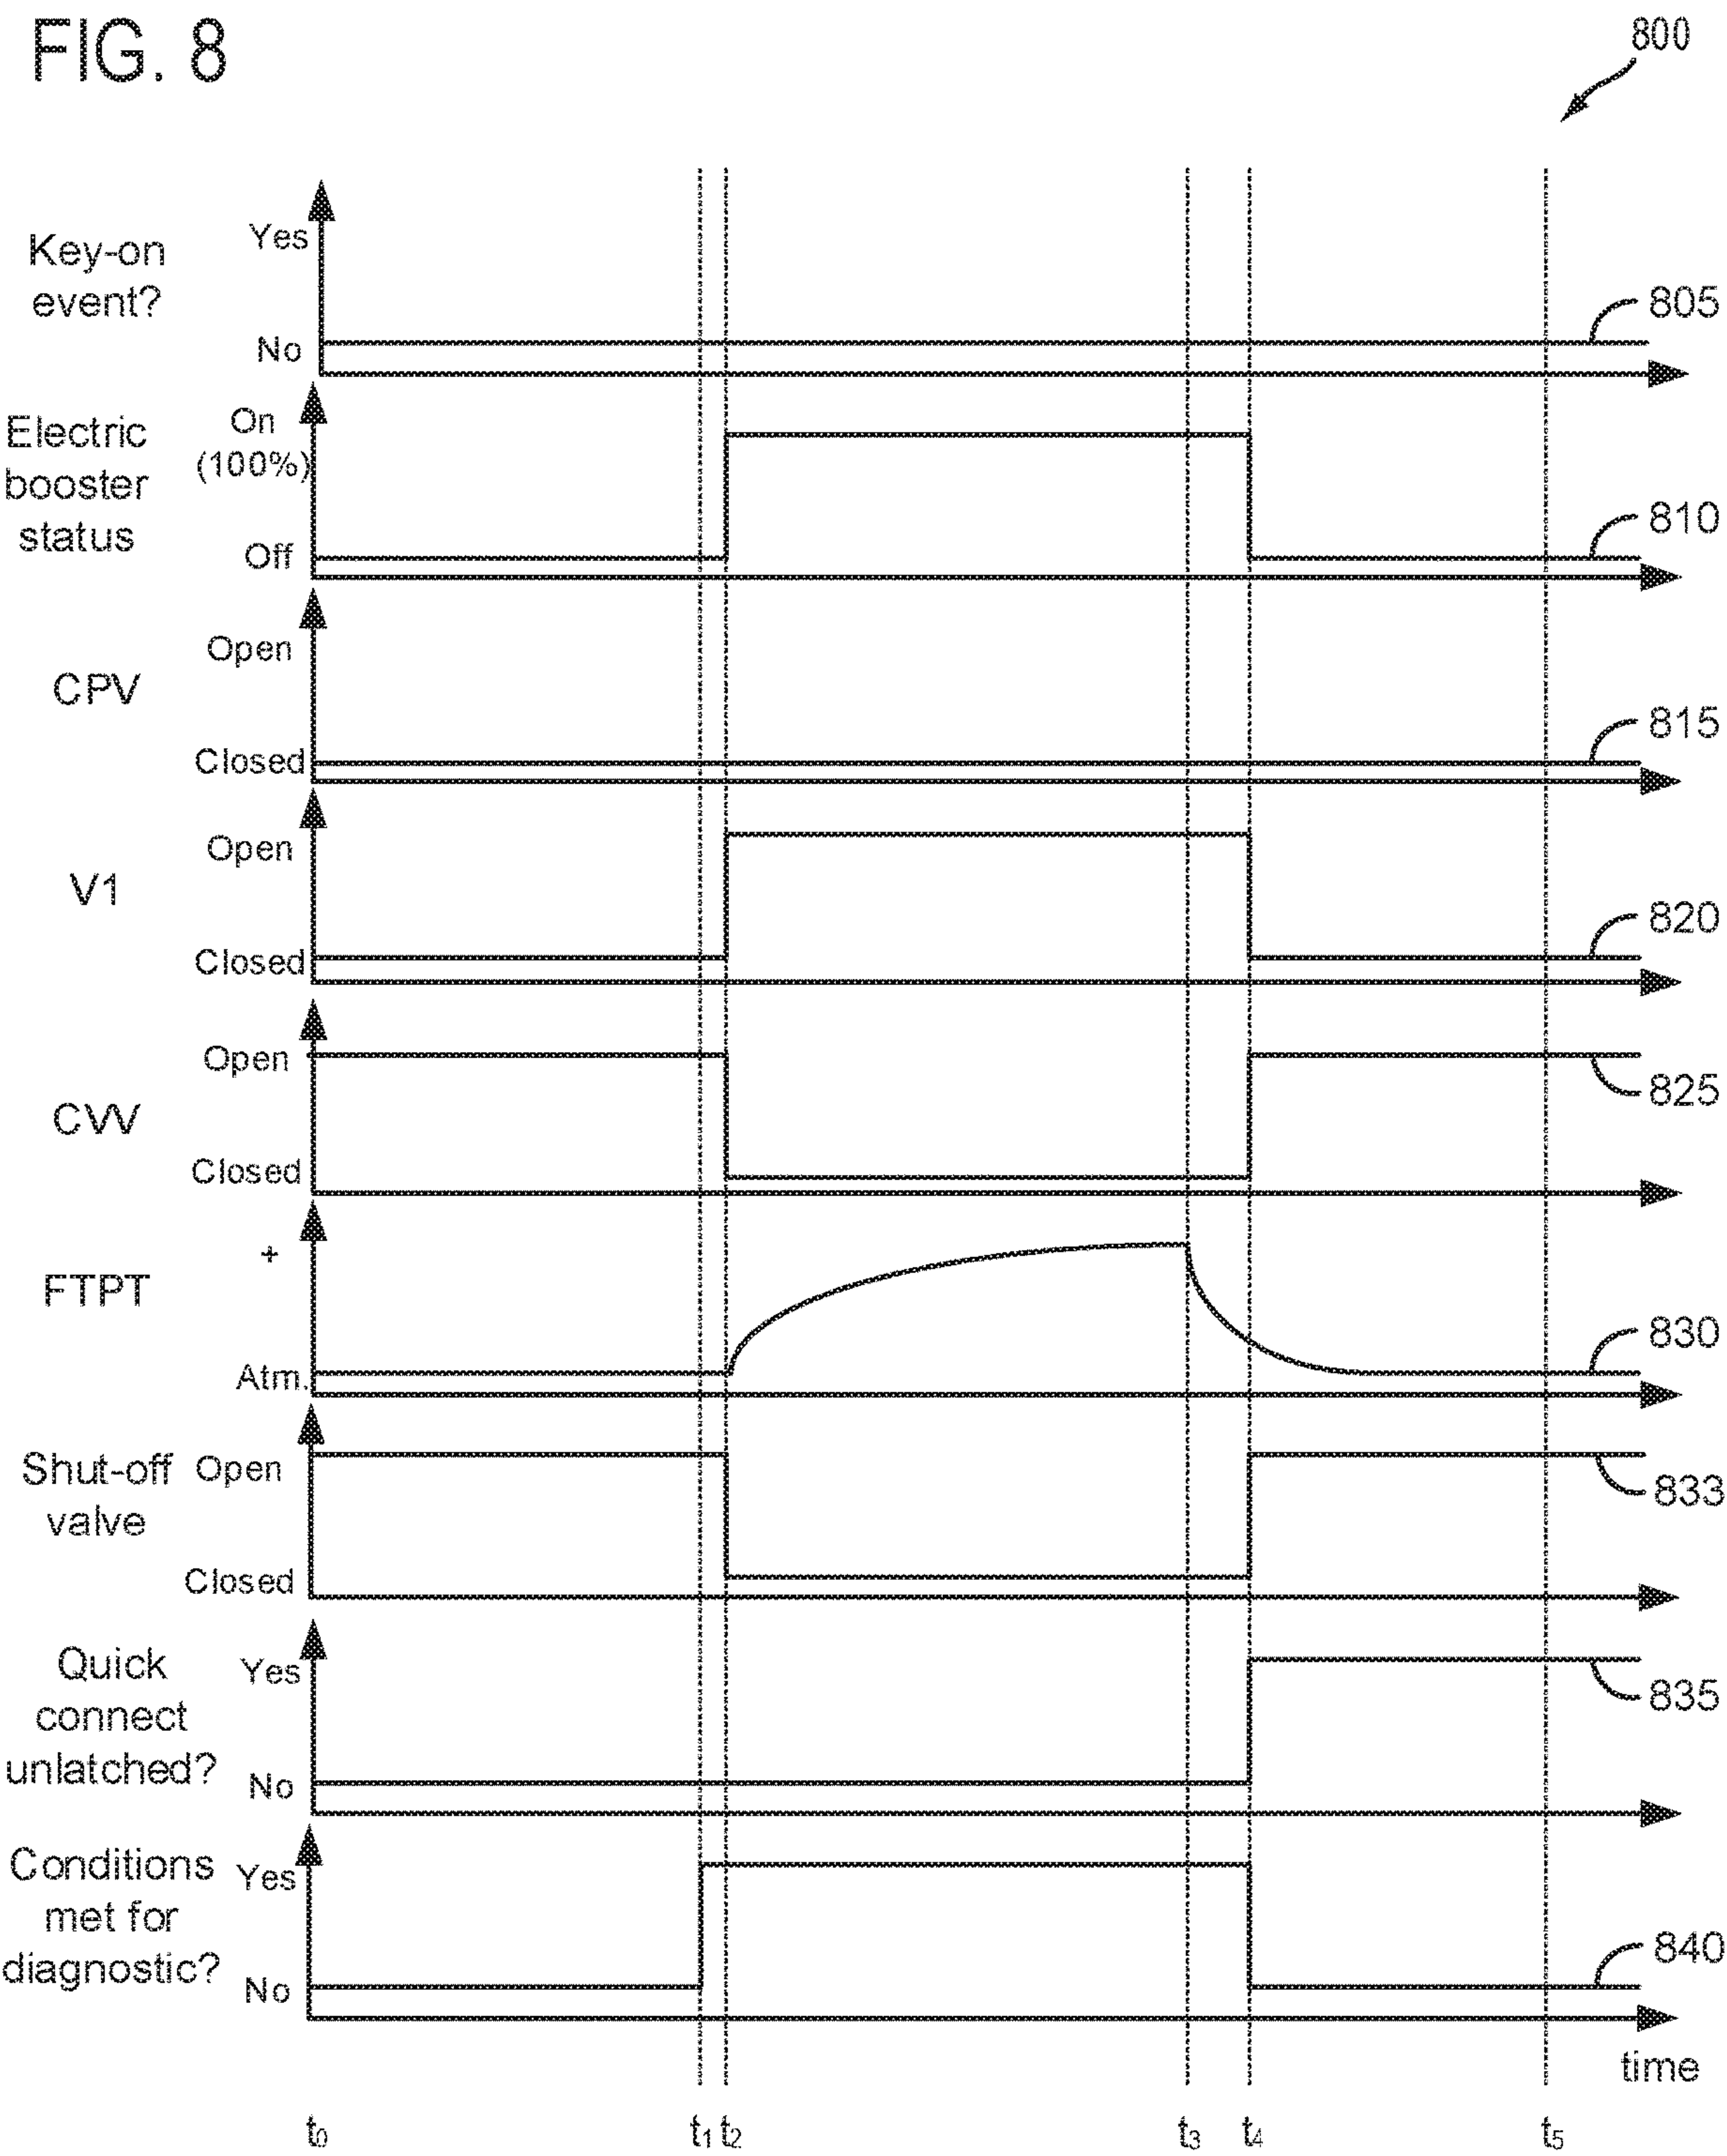 FIG. 8
800
Key-on
event?
Yes
No
805
Electric
booster
status
On
(100%)
Off
810
CPV
Open
Closed
815
V1
Open
Closed
820
CVV
Open
Closed
825
FTPT
+
Atm.
830
Shut-off
valve
Open
Closed
833
Quick
connect
unlatched?
Yes
No
835
Conditions
met for
diagnostic?
Yes
No
840
time
t0 t1 t2 t3 t4 t5